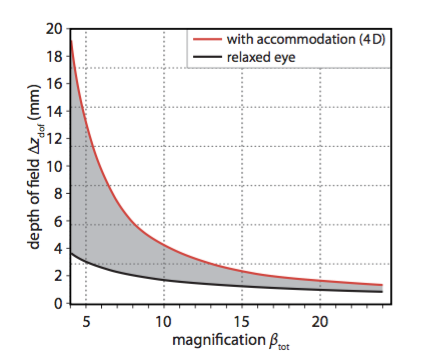 20
18
16
14
12
10
8
6
4
2
0
depth of field Δz_dof (mm)
with accommodation (4 D)
relaxed eye
5 10 15 20
magnification β_tot